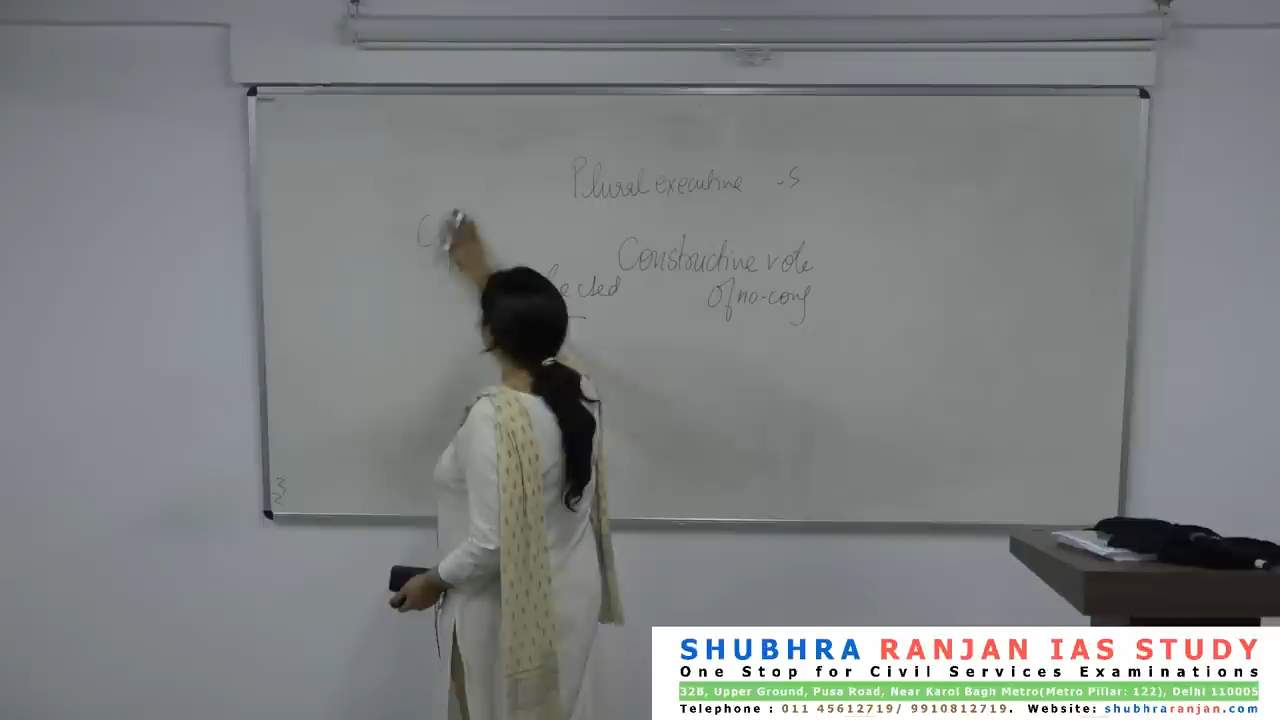 Plural executive - S
Constructive role
of no-conf
SHUBHRA RANJAN IAS STUDY
One Stop for Civil Services Examinations
32B, Upper Ground, Pusa Road, Near Karol Bagh Metro(Metro Pillar: 122), Delhi 110005
Telephone : 011 45612719/ 9910812719. Website: shubhraranjan.com